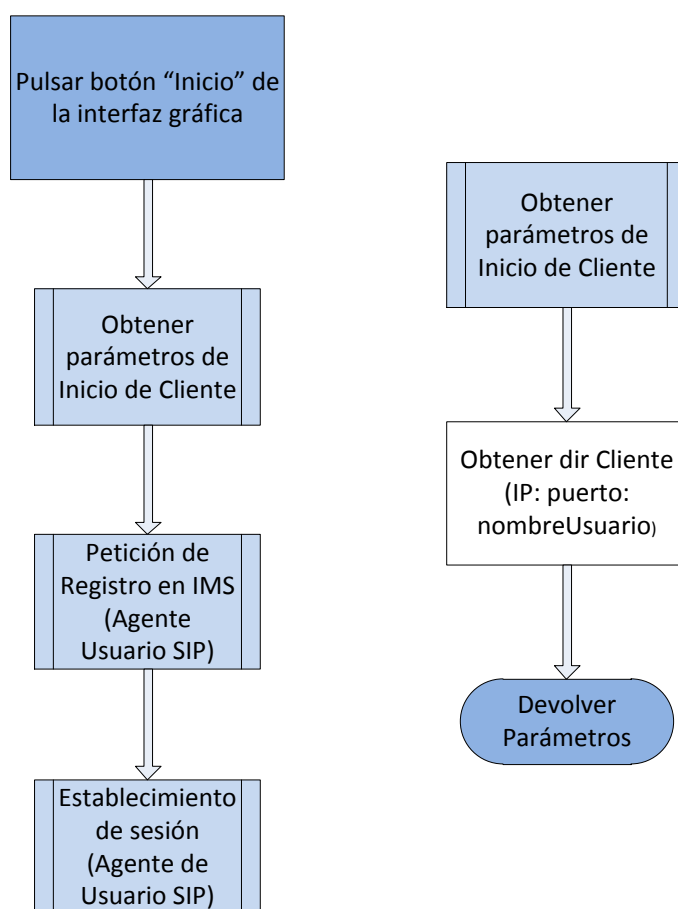 Pulsar botón “Inicio” de
la interfaz gráfica
Obtener
parámetros de
Inicio de Cliente
Petición de
Registro en IMS
(Agente
Usuario SIP)
Establecimiento
de sesión
(Agente de
Usuario SIP)
Obtener
parámetros de
Inicio de Cliente
Obtener dir Cliente
(IP: puerto:
nombreUsuario)
Devolver
Parámetros